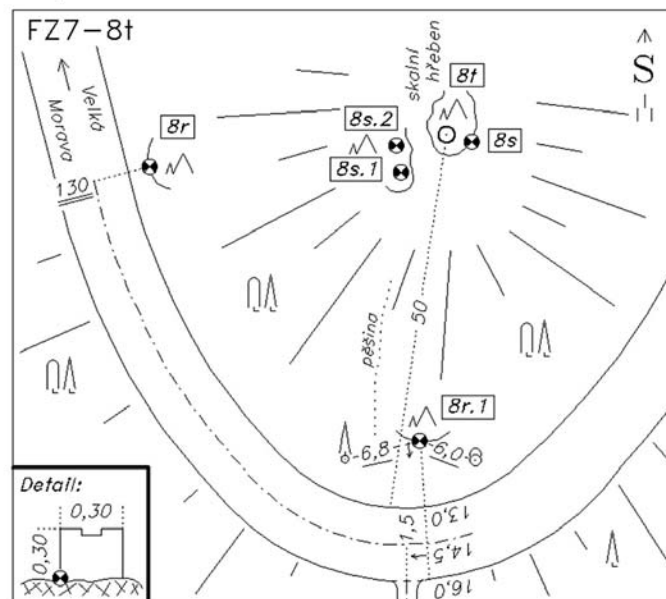 FZ7-8t
skalní
hřeben
8t
S
Velká
Morava
8r
8s.2
8s
8s.1
130
50
pěšina
8r.1
6,8
6,0
Detail:
0,30
0,30
1,5
13,0
14,5
16,0